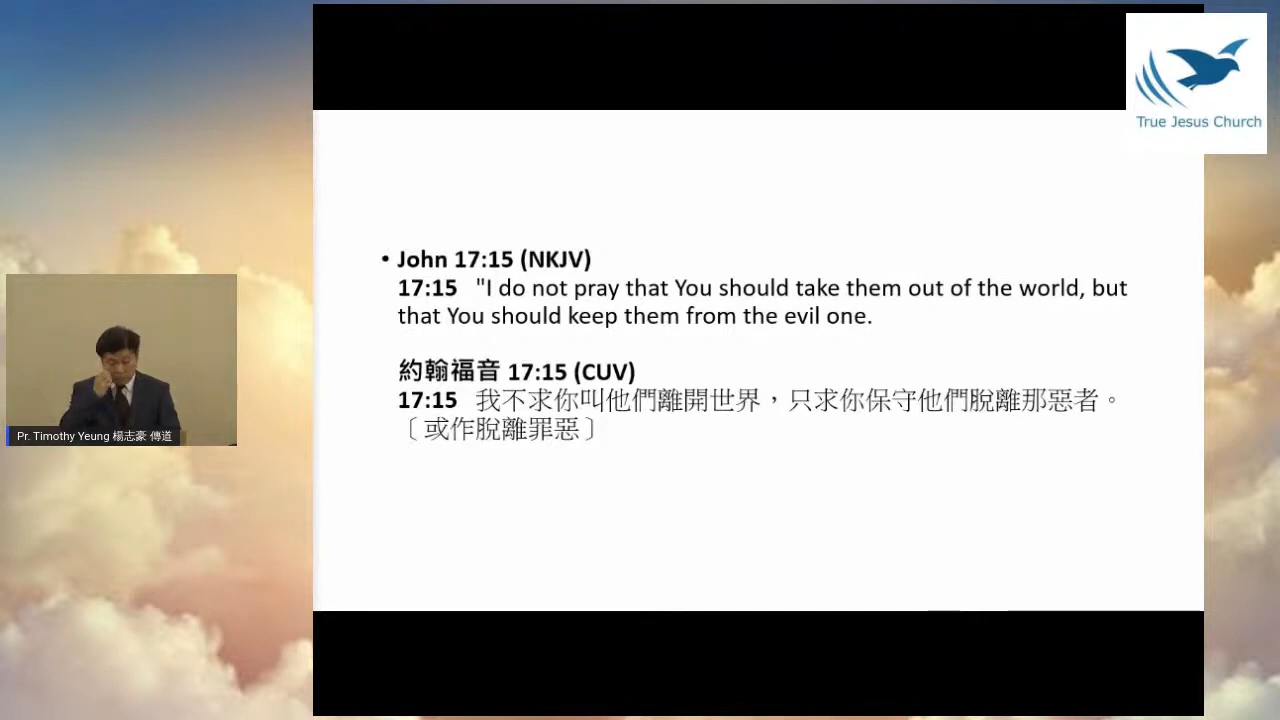 True Jesus Church
• John 17:15 (NKJV)
17:15 "I do not pray that You should take them out of the world, but
that You should keep them from the evil one.
約翰福音 17:15 (CUV)
17:15 我不求你叫他們離開世界，只求你保守他們脫離那惡者。
〔或作脫離罪惡〕
Pr. Timothy Yeung 楊志豪 傳道